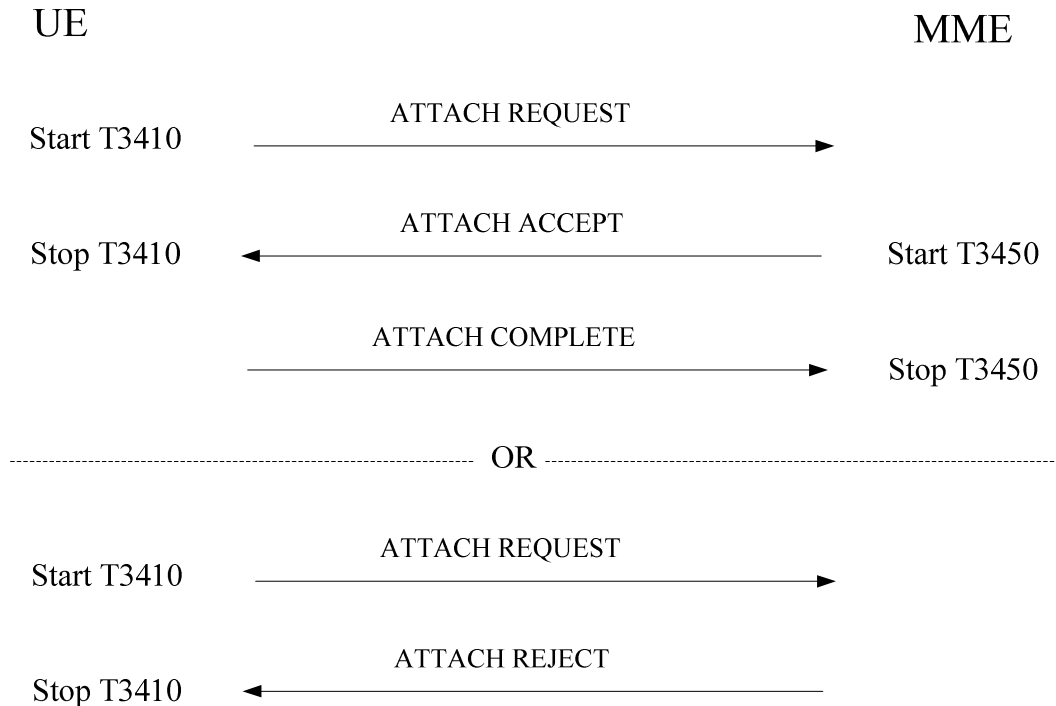 UE MME
ATTACH REQUEST
Start T3410
ATTACH ACCEPT
Stop T3410 Start T3450
ATTACH COMPLETE
Stop T3450
OR
ATTACH REQUEST
Start T3410
ATTACH REJECT
Stop T3410